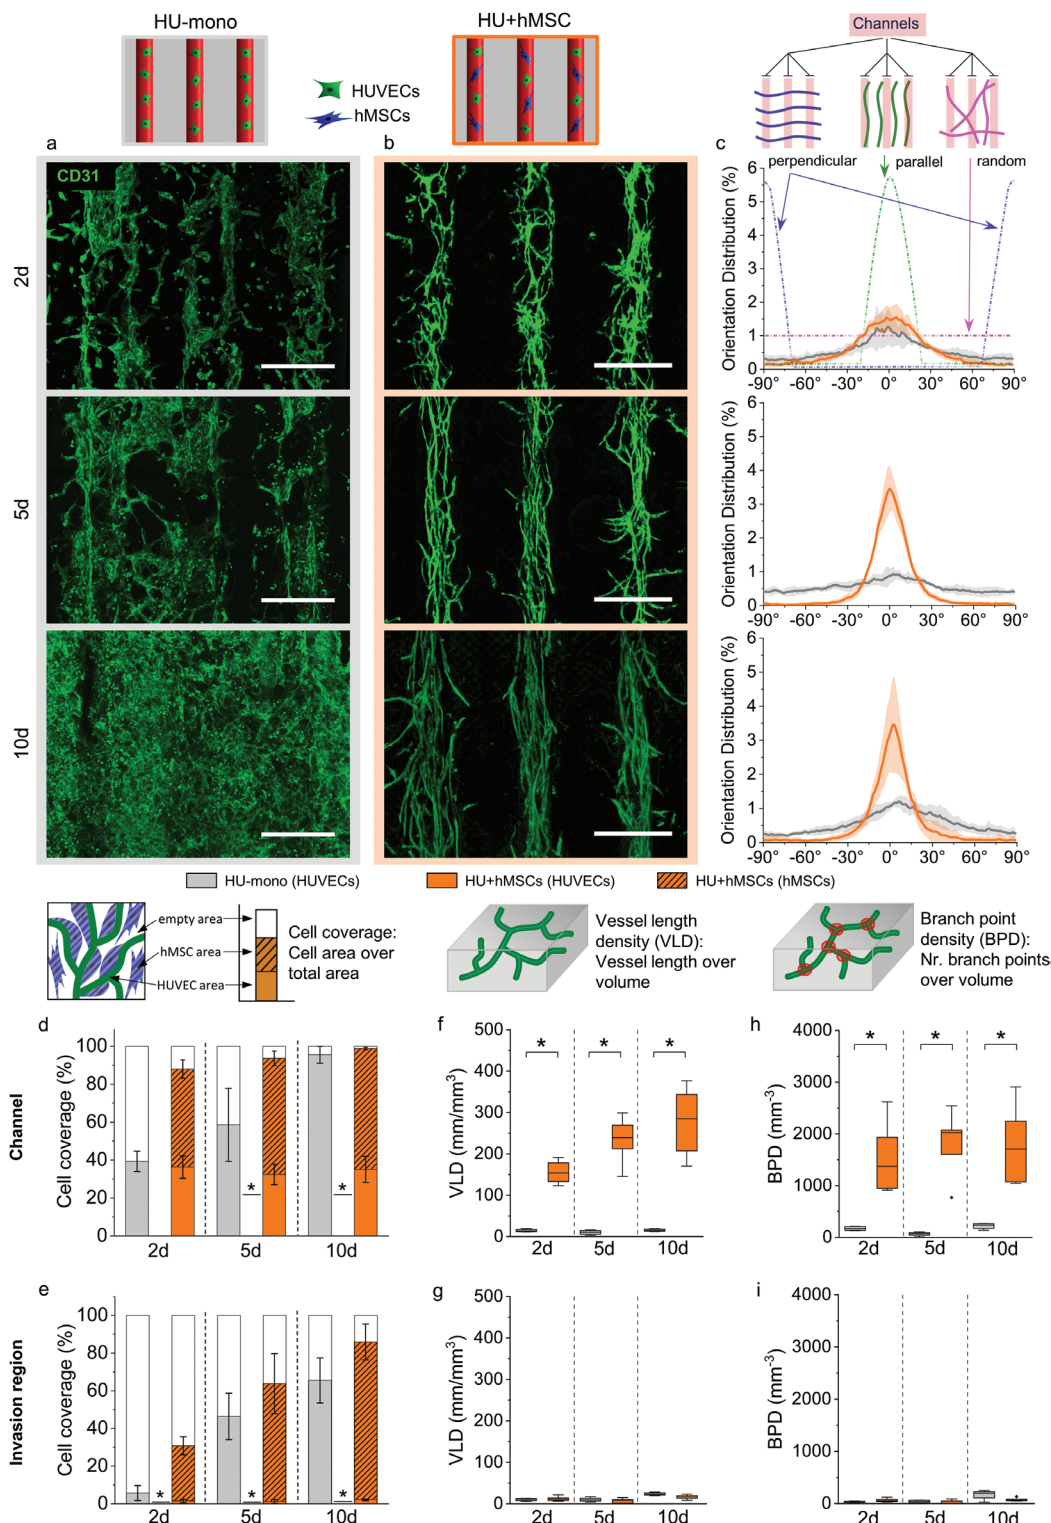 HU-mono
HU+hMSC
Channels
HUVECs
hMSCs
a
b
c
perpendicular
parallel
random
CD31
2d
5d
10d
Orientation Distribution (%)
6
5
4
3
2
1
0
-90° -60° -30° 0° 30° 60° 90°
Orientation Distribution (%)
6
5
4
3
2
1
0
-90° -60° -30° 0° 30° 60° 90°
Orientation Distribution (%)
6
5
4
3
2
1
0
-90° -60° -30° 0° 30° 60° 90°
HU-mono (HUVECs)
HU+hMSCs (HUVECs)
HU+hMSCs (hMSCs)
empty area
hMSC area
HUVEC area
Cell coverage:
Cell area over
total area
Vessel length
density (VLD):
Vessel length over
volume
Branch point
density (BPD):
Nr. branch points
over volume
Channel
d
Cell coverage (%)
100
80
60
40
20
0
* *
2d 5d 10d
f
VLD (mm/mm³)
500
400
300
200
100
0
* * *
2d 5d 10d
h
BPD (mm⁻³)
4000
3000
2000
1000
0
* * *
2d 5d 10d
Invasion region
e
Cell coverage (%)
100
80
60
40
20
0
* * *
2d 5d 10d
g
VLD (mm/mm³)
500
400
300
200
100
0
2d 5d 10d
i
BPD (mm⁻³)
4000
3000
2000
1000
0
2d 5d 10d